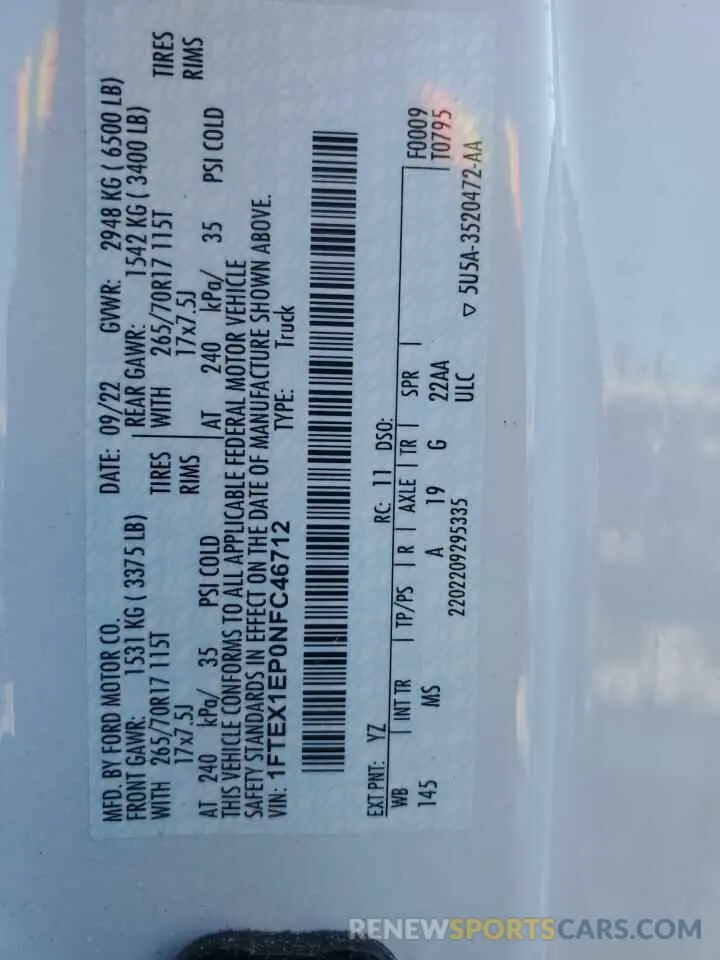 MFD. BY FORD MOTOR CO.
DATE: 09/22 GVWR: 2948 KG ( 6500 LB)
FRONT GAWR: 1531 KG ( 3375 LB)
REAR GAWR: 1542 KG ( 3400 LB)
WITH 265/70R17 115T TIRES
WITH 265/70R17 115T TIRES
17x7.5J RIMS
17x7.5J RIMS
AT 240 kPa/ 35 PSI COLD
AT 240 kPa/ 35 PSI COLD
THIS VEHICLE CONFORMS TO ALL APPLICABLE FEDERAL MOTOR VEHICLE
SAFETY STANDARDS IN EFFECT ON THE DATE OF MANUFACTURE SHOWN ABOVE.
VIN: 1FTEX1EP0NFC46712 TYPE: Truck
EXT PNT: YZ RC: 11 DSO: F0009
WB INT TR TP/PS R AXLE TR SPR T0795
145 MS A 19 G 22AA
2202209295335 ULC ▽ 5U5A-3520472-AA
RENEWSPORTSCARS.COM